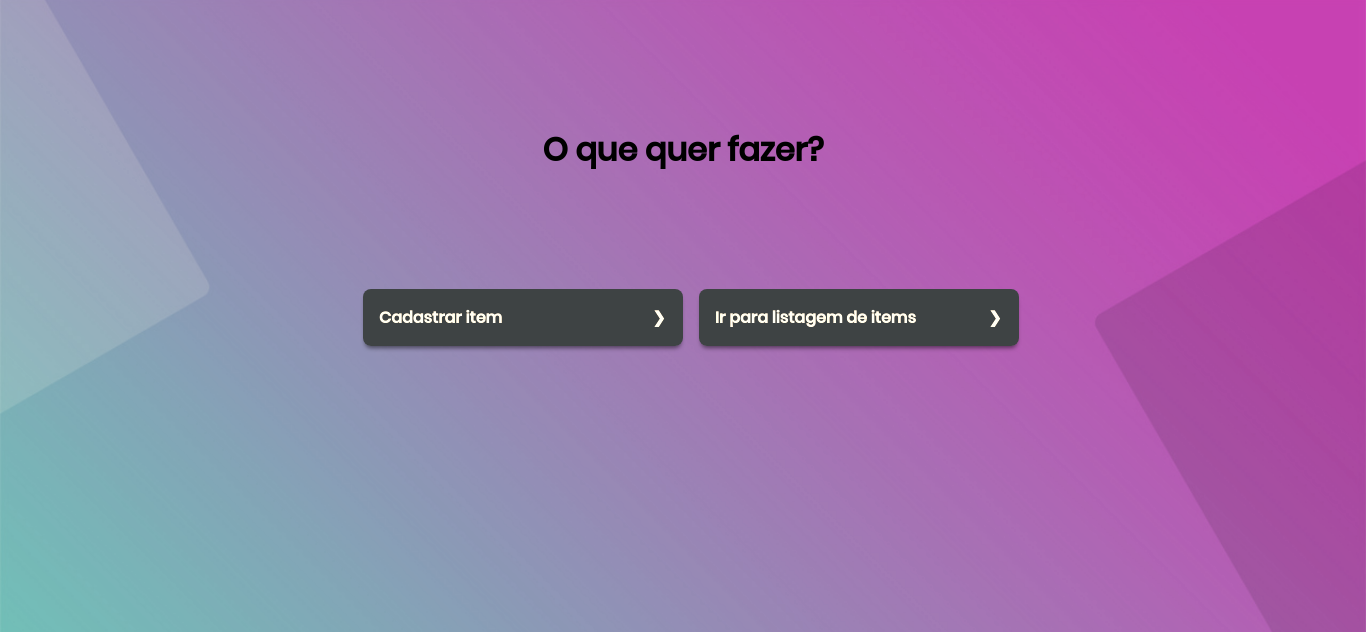 O que quer fazer?
Cadastrar item ❯
Ir para listagem de items ❯